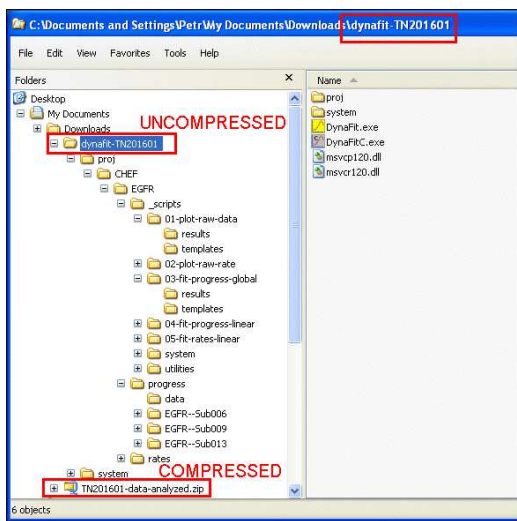 C:\Documents and Settings\Petr\My Documents\Downloads\dynafit-TN201601
File Edit View Favorites Tools Help
Folders
Name
Desktop
My Documents
Downloads
UNCOMPRESSED
dynafit-TN201601
proj
CHEF
EGFR
_scripts
01-plot-raw-data
results
templates
02-plot-raw-rate
03-fit-progress-global
results
templates
04-fit-progress-linear
05-fit-rates-linear
system
utilities
progress
data
EGFR--Sub006
EGFR--Sub009
EGFR--Sub013
rates
system
COMPRESSED
TN201601-data-analyzed.zip
proj
system
DynaFit.exe
DynaFitC.exe
msvcp120.dll
msvcr120.dll
6 objects